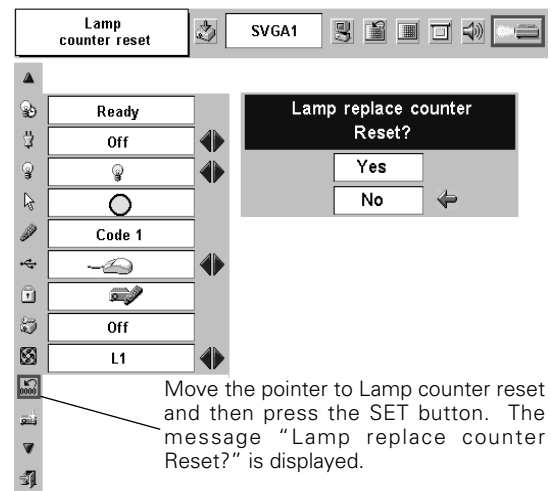 Lamp
counter reset
SVGA1
Ready
Off
Code 1
Off
L1
0000
Lamp replace counter
Reset?
Yes
No
Move the pointer to Lamp counter reset
and then press the SET button. The
message “Lamp replace counter
Reset?” is displayed.